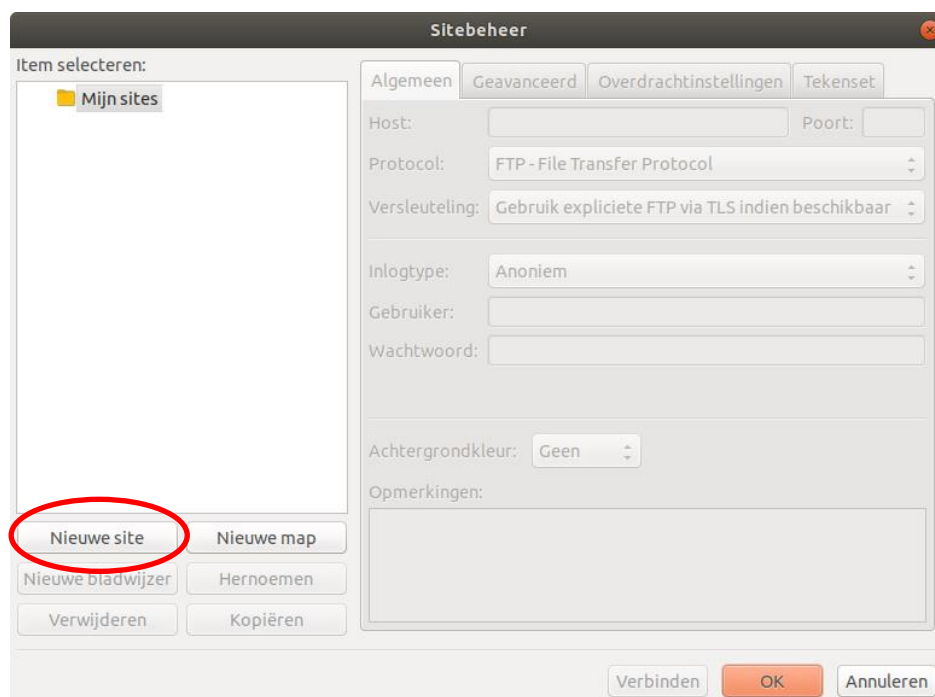 Sitebeheer
Item selecteren:
Mijn sites
Algemeen Geavanceerd Overdrachtinstellingen Tekenset
Host: Poort:
Protocol: FTP - File Transfer Protocol
Versleuteling: Gebruik expliciete FTP via TLS indien beschikbaar
Inlogtype: Anoniem
Gebruiker:
Wachtwoord:
Achtergrondkleur: Geen
Opmerkingen:
Nieuwe site Nieuwe map
Nieuwe bladwijzer Hernoemen
Verwijderen Kopiëren
Verbinden OK Annuleren